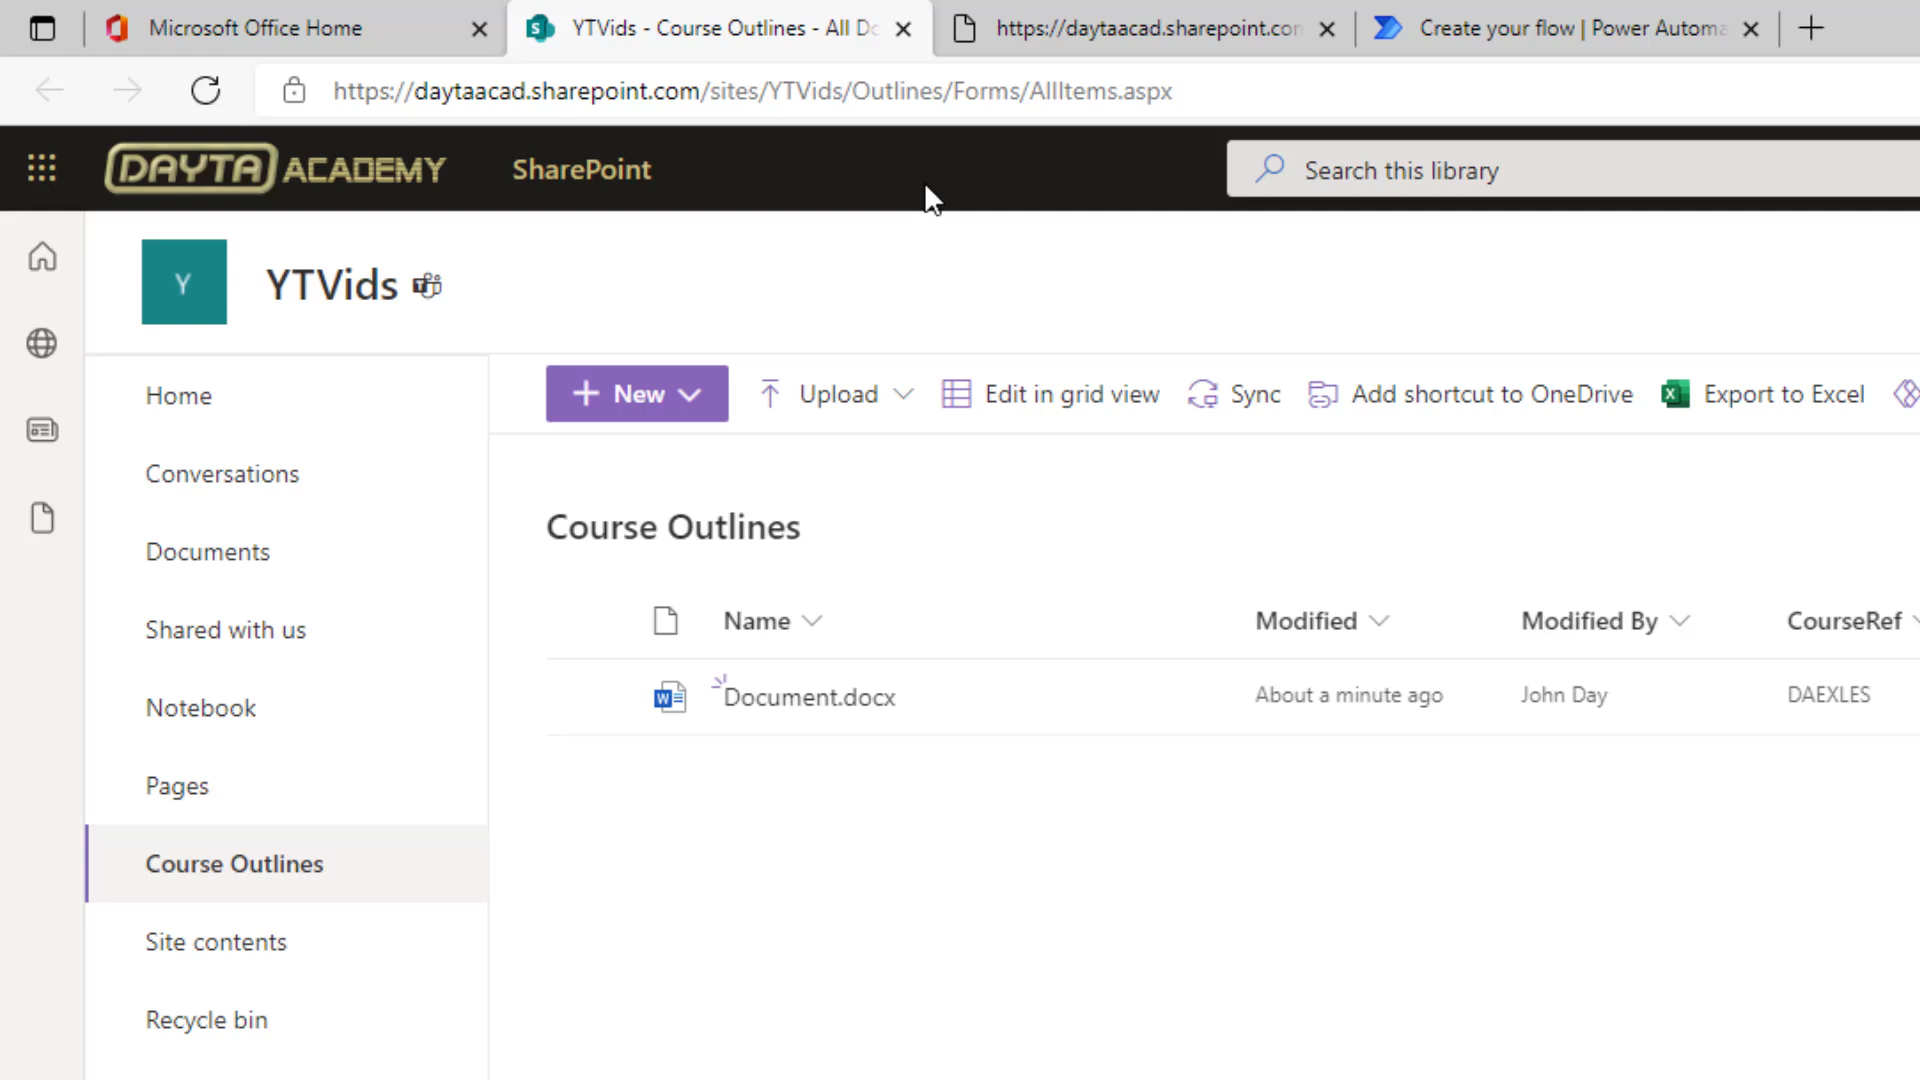 Microsoft Office Home
YTVids - Course Outlines - All Do
https://daytaacad.sharepoint.com
Create your flow | Power Automa
https://daytaacad.sharepoint.com/sites/YTVids/Outlines/Forms/AllItems.aspx
DAYTA ACADEMY
SharePoint
Search this library
Y
YTVids
Home
Conversations
Documents
Shared with us
Notebook
Pages
Course Outlines
Site contents
Recycle bin
New
Upload
Edit in grid view
Sync
Add shortcut to OneDrive
Export to Excel
Course Outlines
Name
Modified
Modified By
CourseRef
Document.docx
About a minute ago
John Day
DAEXLES